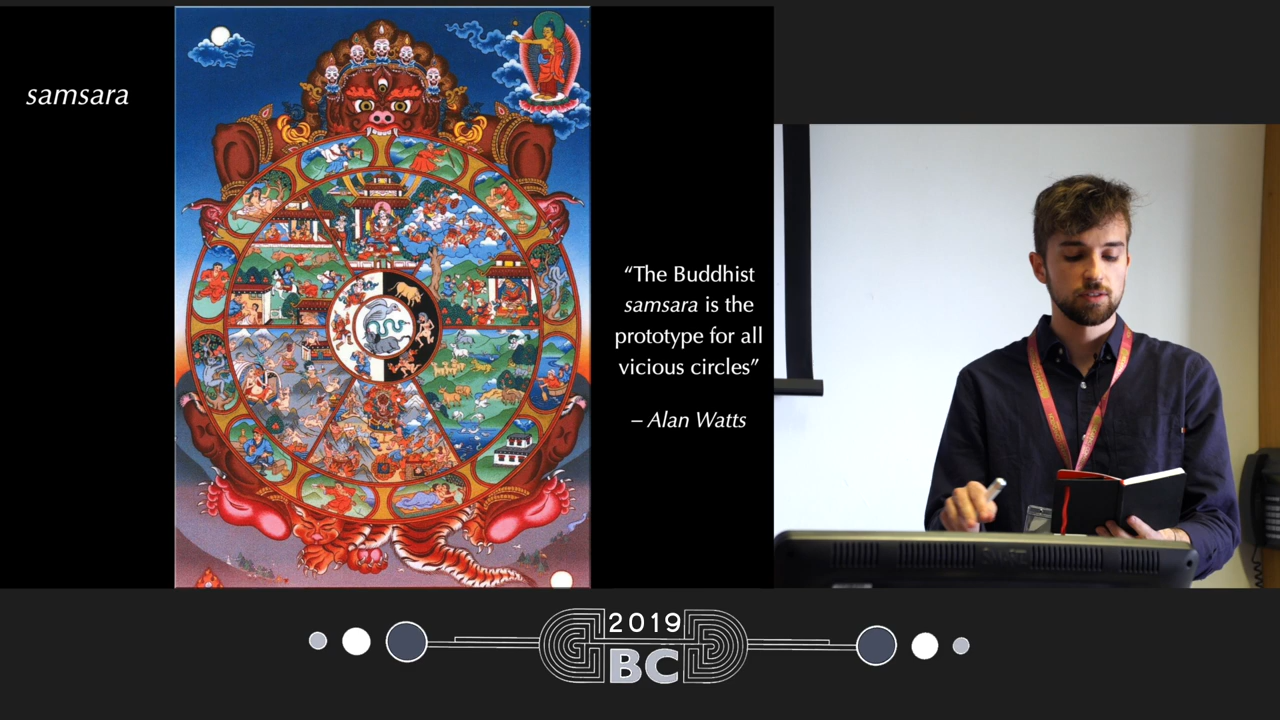 samsara
“The Buddhist
samsara is the
prototype for all
vicious circles”
– Alan Watts
2019
BC